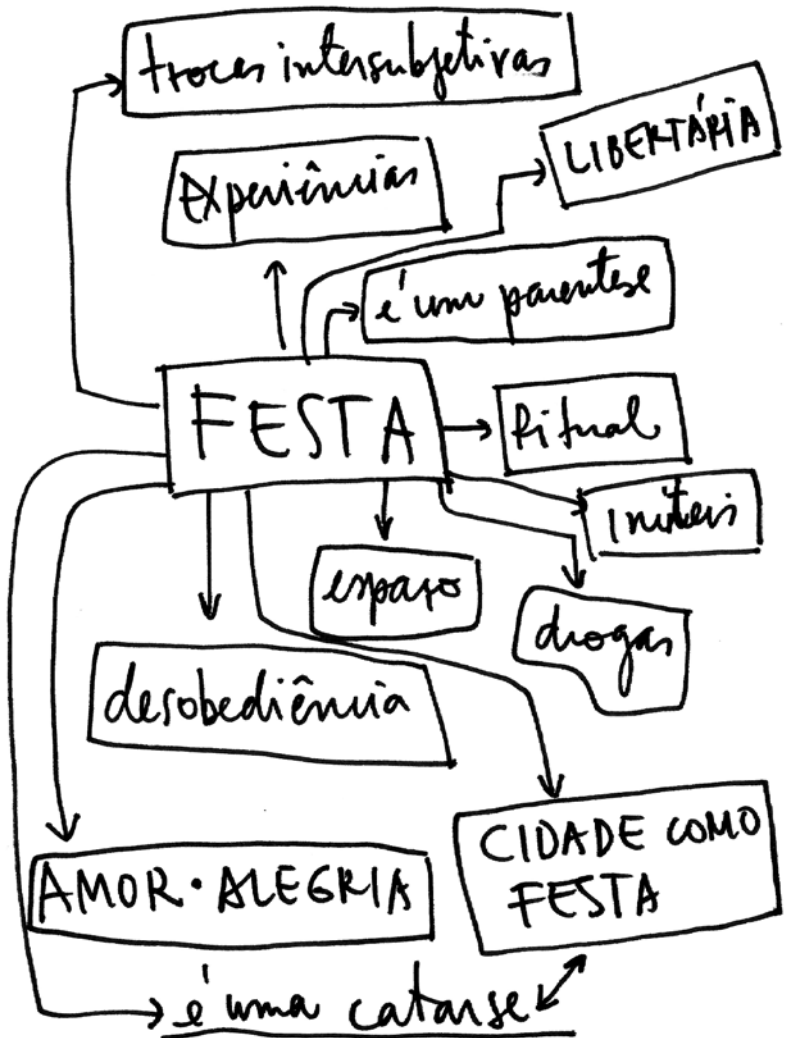 trocas intersubjetivas
LIBERTÁRIA
experiências
é um parentese
FESTA
Ritual
inúteis
espaço
drogas
desobediência
CIDADE COMO
FESTA
AMOR • ALEGRIA
é uma catarse